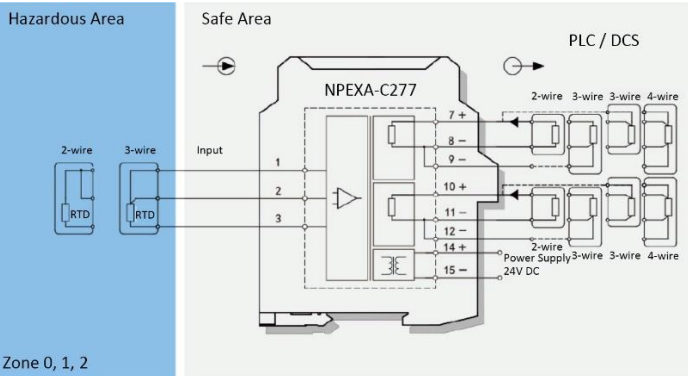 Hazardous Area
Safe Area
PLC / DCS
NPEXA-C277
2-wire 3-wire 3-wire 4-wire
7 +
8 –
9 –
2-wire
3-wire
Input
1
2
3
RTD
RTD
10 +
11 –
12 –
14 +
15 –
2-wire
Power Supply
24V DC
3-wire 3-wire 4-wire
Zone 0, 1, 2